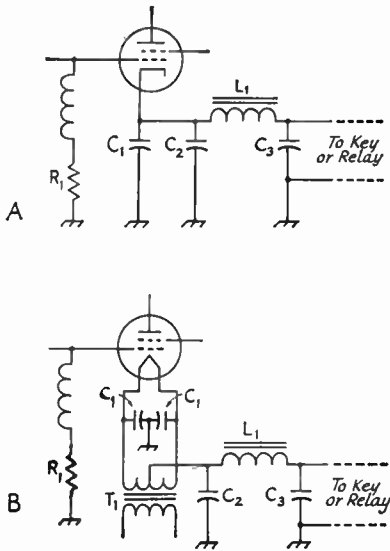 L₁
C₁
C₂
C₃
To Key
or Relay
R₁
A
C₁
C₁
L₁
R₁
T₁
C₂
C₃
To Key
or Relay
B